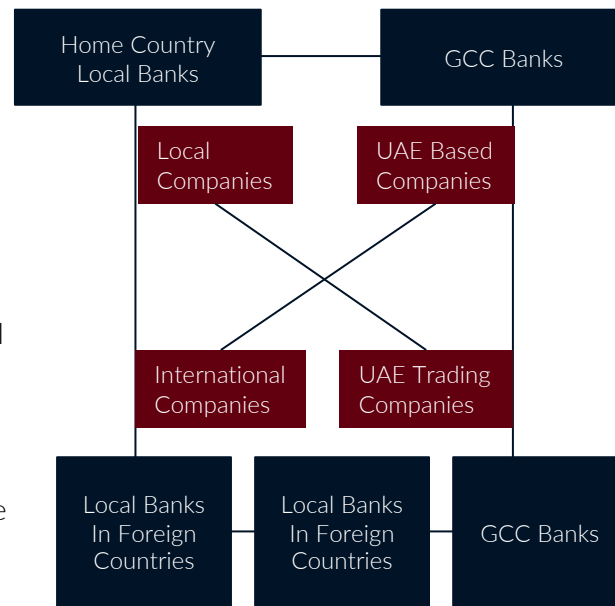 Home Country
Local Banks
GCC Banks
Local
Companies
UAE Based
Companies
International
Companies
UAE Trading
Companies
Local Banks
In Foreign
Countries
Local Banks
In Foreign
Countries
GCC Banks